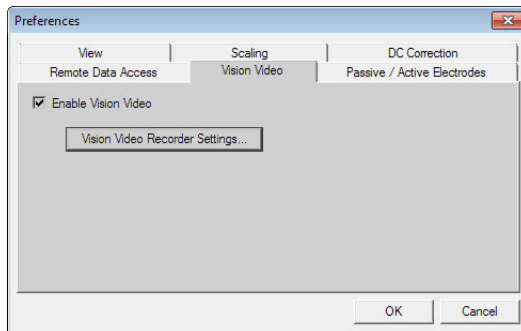 Preferences
View Scaling DC Correction
Remote Data Access Vision Video Passive / Active Electrodes
Enable Vision Video
Vision Video Recorder Settings...
OK Cancel